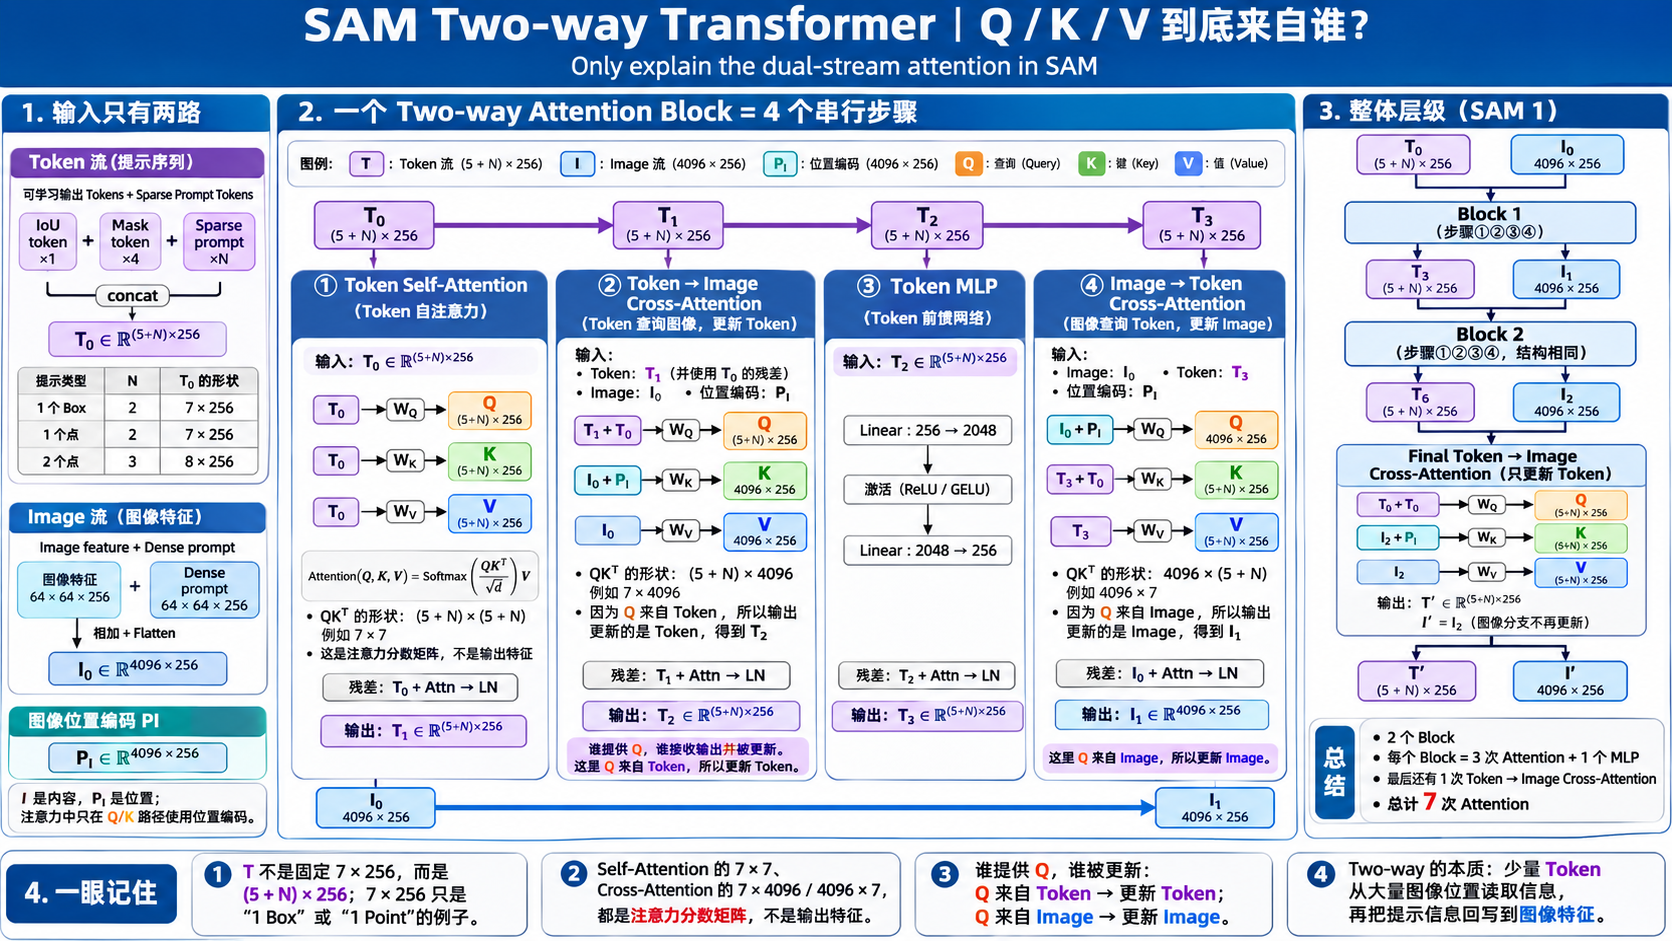 SAM Two-way Transformer | Q / K / V 到底来自谁？
Only explain the dual-stream attention in SAM
1. 输入只有两路
Token 流 (提示序列）
可学习输出 Tokens + Sparse Prompt Tokens
IoU token ×1 + Mask token ×4 + Sparse prompt ×N
concat
T₀ ∈ ℝ^(5+N)×256
提示类型 N T₀ 的形状
1 个 Box 2 7 × 256
1 个点 2 7 × 256
2 个点 3 8 × 256
Image 流（图像特征）
Image feature + Dense prompt
图像特征 64 × 64 × 256 + Dense prompt 64 × 64 × 256
相加 + Flatten
I₀ ∈ ℝ^4096 × 256
图像位置编码 PI
P_I ∈ ℝ^4096 × 256
I 是内容，P_I 是位置；
注意力中只在 Q/K 路径使用位置编码。
2. 一个 Two-way Attention Block = 4 个串行步骤
图例： T ：Token 流 (5 + N) × 256) I ：Image 流 (4096 × 256) P_I ：位置编码 (4096 × 256) Q ：查询 (Query) K ：键 (Key) V ：值 (Value)
T₀ (5 + N) × 256
T₁ (5 + N) × 256
T₂ (5 + N) × 256
T₃ (5 + N) × 256
① Token Self-Attention
（Token 自注意力）
输入：T₀ ∈ ℝ^(5+N)×256
T₀ W_Q Q (5+N) × 256
T₀ W_K K (5+N) × 256
T₀ W_V V (5+N) × 256
Attention(Q, K, V) = Softmax (QK^T / √d) V
• QK^T 的形状：(5 + N) × (5 + N)
例如 7 × 7
• 这是注意力分数矩阵，不是输出特征
残差：T₀ + Attn → LN
输出：T₁ ∈ ℝ^(5+N)×256
② Token → Image
Cross-Attention
（Token 查询图像，更新 Token）
输入：
• Token：T₁（并使用 T₀ 的残差）
• Image：I₀ • 位置编码：P_I
T₁ + T₀ W_Q Q (5+N) × 256
I₀ + P_I W_K K 4096 × 256
I₀ W_V V 4096 × 256
• QK^T 的形状：(5 + N) × 4096
例如 7 × 4096
• 因为 Q 来自 Token，所以输出
更新的是 Token，得到 T₂
残差：T₁ + Attn → LN
输出：T₂ ∈ ℝ^(5+N)×256
谁提供 Q，谁接收输出并被更新。
这里 Q 来自 Token，所以更新 Token。
③ Token MLP
（Token 前馈网络）
输入：T₂ ∈ ℝ^(5+N)×256
Linear : 256 → 2048
激活（ReLU / GELU）
Linear : 2048 → 256
残差：T₂ + Attn → LN
输出：T₃ ∈ ℝ^(5+N)×256
④ Image → Token
Cross-Attention
（图像查询 Token，更新 Image）
输入：
• Image：I₀ • Token：T₃
• 位置编码：P_I
I₀ + P_I W_Q Q 4096 × 256
T₃ + T₀ W_K K (5+N) × 256
T₃ W_V V (5+N) × 256
• QK^T 的形状：4096 × (5 + N)
例如 4096 × 7
• 因为 Q 来自 Image，所以输出
更新的是 Image，得到 I₁
残差：I₀ + Attn → LN
输出：I₁ ∈ ℝ^4096 × 256
这里 Q 来自 Image，所以更新 Image。
I₀ 4096 × 256
I₁ 4096 × 256
3. 整体层级（SAM 1）
T₀ (5 + N) × 256 I₀ 4096 × 256
Block 1
（步骤①②③④）
T₃ (5 + N) × 256 I₁ 4096 × 256
Block 2
（步骤①②③④，结构相同）
T₆ (5 + N) × 256 I₂ 4096 × 256
Final Token → Image
Cross-Attention（只更新 Token）
T₀ + T₀ W_Q Q (5+N) × 256
I₂ + P_I W_K K (5+N) × 256
I₂ W_V V (5+N) × 256
输出：T′ ∈ ℝ^(5+N)×256
I′ = I₂（图像分支不再更新）
T′ (5 + N) × 256 I′ 4096 × 256
总结
• 2 个 Block
• 每个 Block = 3 次 Attention + 1 个 MLP
• 最后还有 1 次 Token → Image Cross-Attention
• 总计 7 次 Attention
4. 一眼记住
① T 不是固定 7 × 256，而是
(5 + N) × 256；7 × 256 只是
“1 Box” 或 “1 Point”的例子。
② Self-Attention 的 7 × 7、
Cross-Attention 的 7 × 4096 / 4096 × 7，
都是注意力分数矩阵，不是输出特征。
③ 谁提供 Q，谁被更新：
Q 来自 Token → 更新 Token；
Q 来自 Image → 更新 Image。
④ Two-way 的本质：少量 Token
从大量图像位置读取信息，
再把提示信息回写到图像特征。